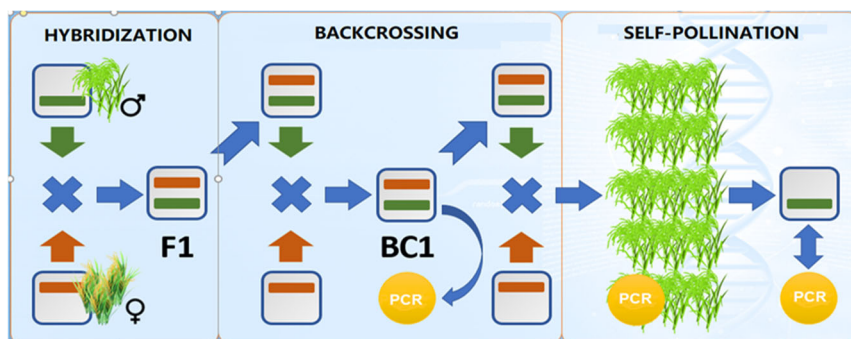 HYBRIDIZATION
BACKCROSSING
SELF-POLLINATION
♂
F1
BC1
♀
PCR
PCR
PCR